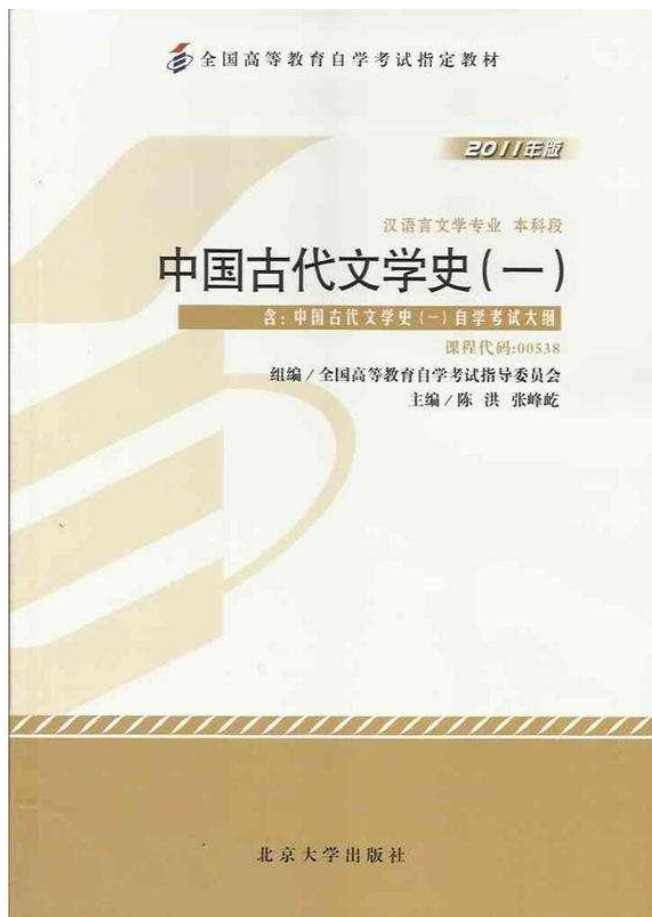 全国高等教育自学考试指定教材
2011年版
汉语言文学专业 本科段
中国古代文学史(一)
含:中国古代文学史(一)自学考试大纲
课程代码:00538
组编/全国高等教育自学考试指导委员会
主编/陈 洪 张峰屹
北京大学出版社